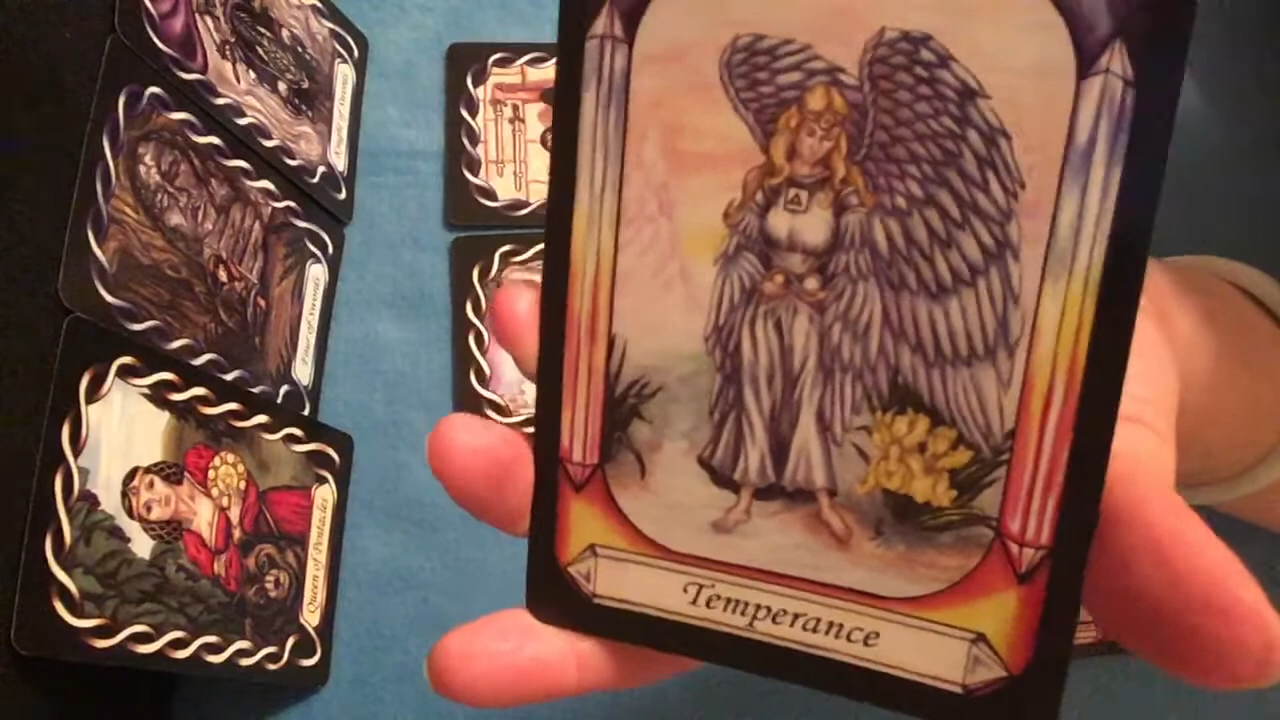 Knight of Swords
Four of Swords
Queen of Pentacles
Temperance